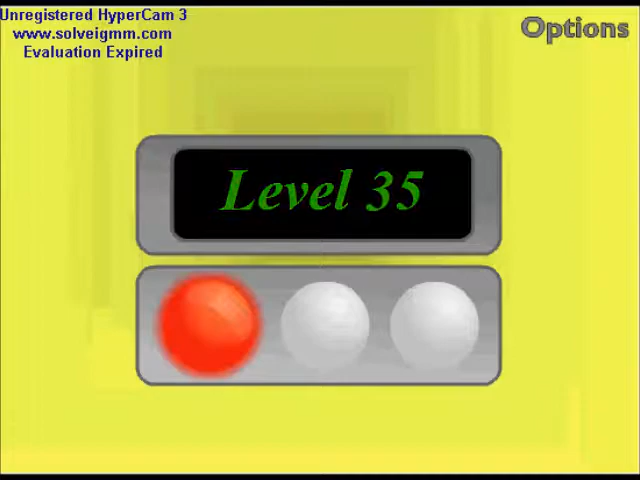 Unregistered HyperCam 3
www.solveigmm.com
Evaluation Expired
Options
Level 35